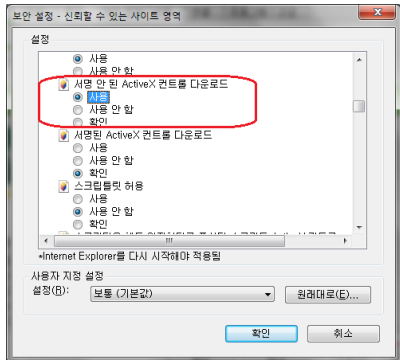 보안 설정 - 신뢰할 수 있는 사이트 영역
설정
사용
사용 안 함
서명 안 된 ActiveX 컨트롤 다운로드
사용
사용 안 함
확인
서명된 ActiveX 컨트롤 다운로드
사용
사용 안 함
확인
스크립틀릿 허용
사용
사용 안 함
확인
*Internet Explorer를 다시 시작해야 적용됨
사용자 지정 설정
설정(R): 보통 (기본값) 원래대로(E)...
확인 취소